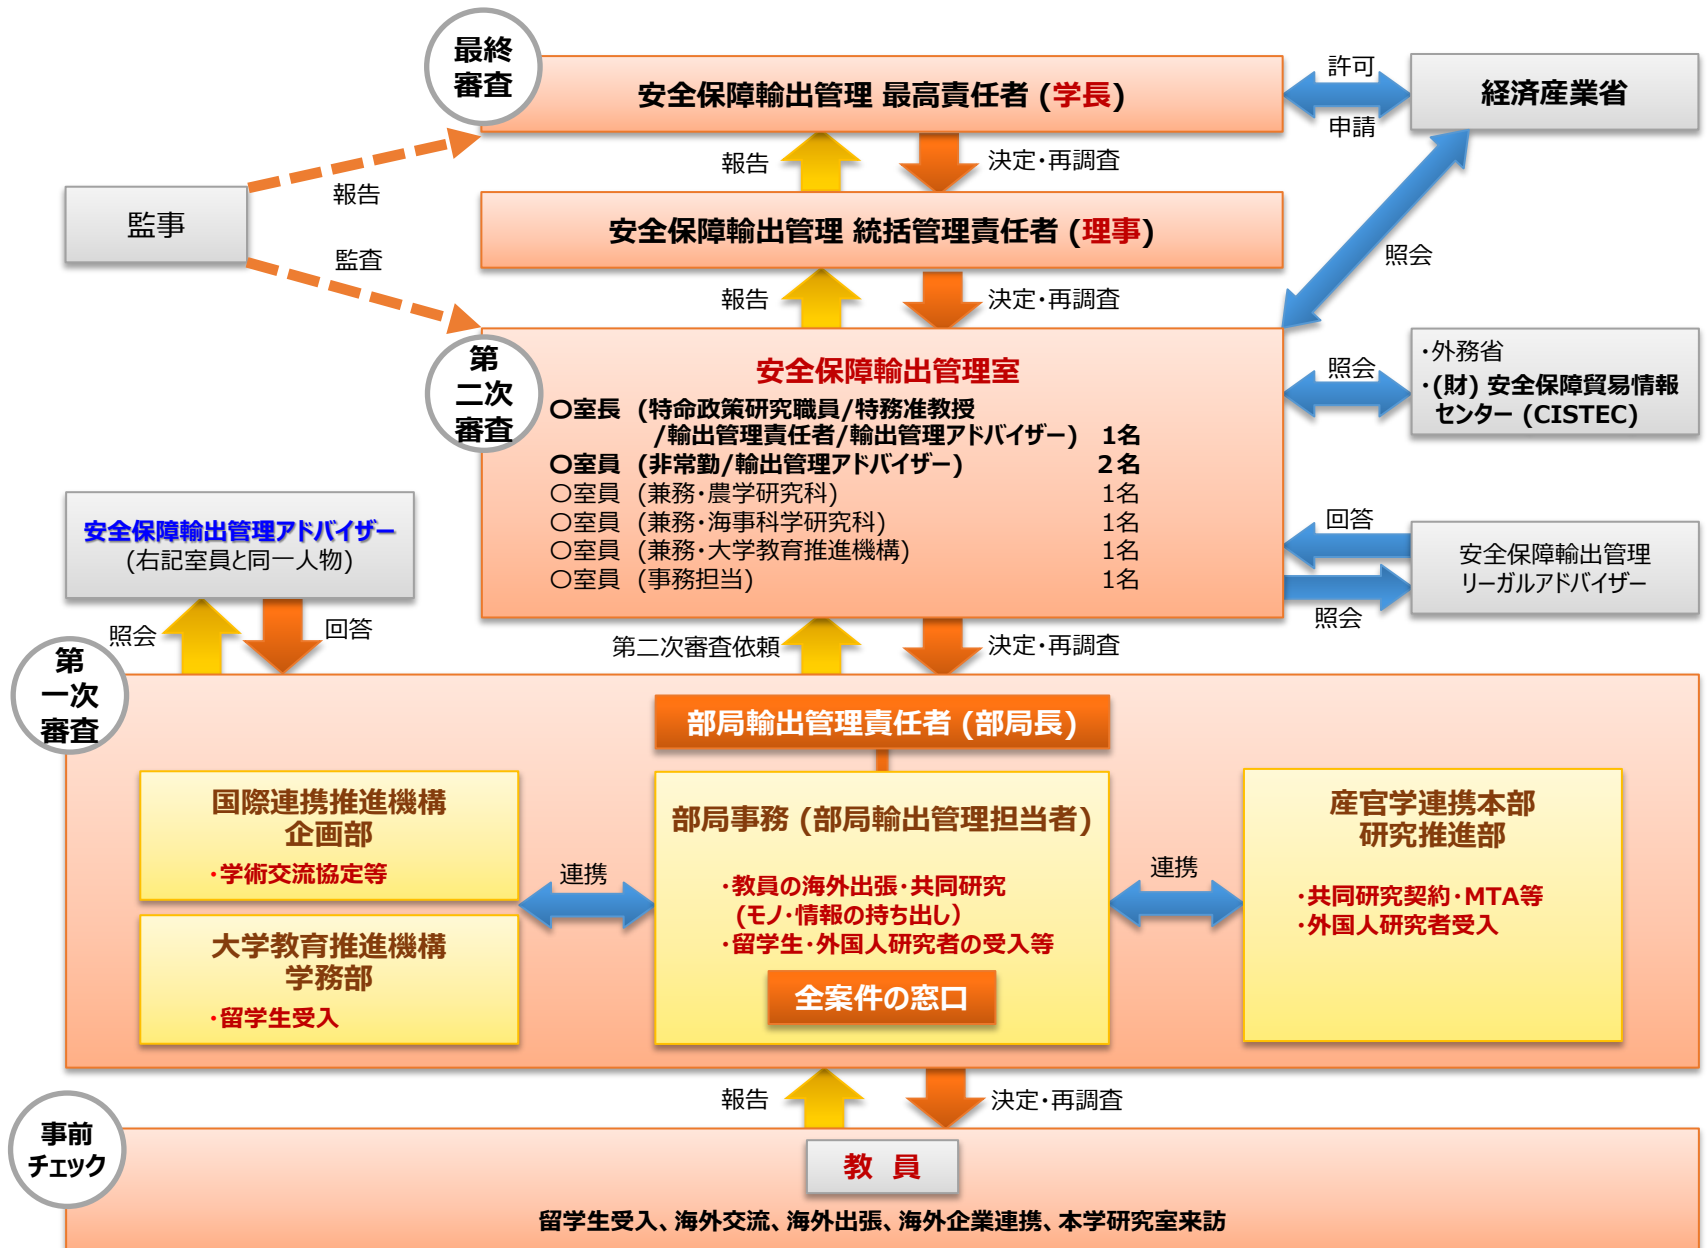 最終
審査
安全保障輸出管理 最高責任者 (学長)
許可
申請
経済産業省
報告
決定・再調査
報告
監事
監査
安全保障輸出管理 統括管理責任者 (理事)
照会
報告
決定・再調査
第
二次
審査
安全保障輸出管理室
〇室長 (特命政策研究職員/特務准教授
/輸出管理責任者/輸出管理アドバイザー) 1名
〇室員 (非常勤/輸出管理アドバイザー) 2名
〇室員 (兼務・農学研究科) 1名
〇室員 (兼務・海事科学研究科) 1名
〇室員 (兼務・大学教育推進機構) 1名
〇室員 (事務担当) 1名
照会
・外務省
・(財) 安全保障貿易情報
センター (CISTEC)
回答
照会
安全保障輸出管理
リーガルアドバイザー
安全保障輸出管理アドバイザー
(右記室員と同一人物)
照会
回答
第二次審査依頼
決定・再調査
第
一次
審査
部局輸出管理責任者 (部局長)
国際連携推進機構
企画部
・学術交流協定等
大学教育推進機構
学務部
・留学生受入
連携
部局事務 (部局輸出管理担当者)
・教員の海外出張・共同研究
(モノ・情報の持ち出し）
・留学生・外国人研究者の受入等
全案件の窓口
連携
産官学連携本部
研究推進部
・共同研究契約・MTA等
・外国人研究者受入
報告
決定・再調査
事前
チェック
教 員
留学生受入、海外交流、海外出張、海外企業連携、本学研究室来訪